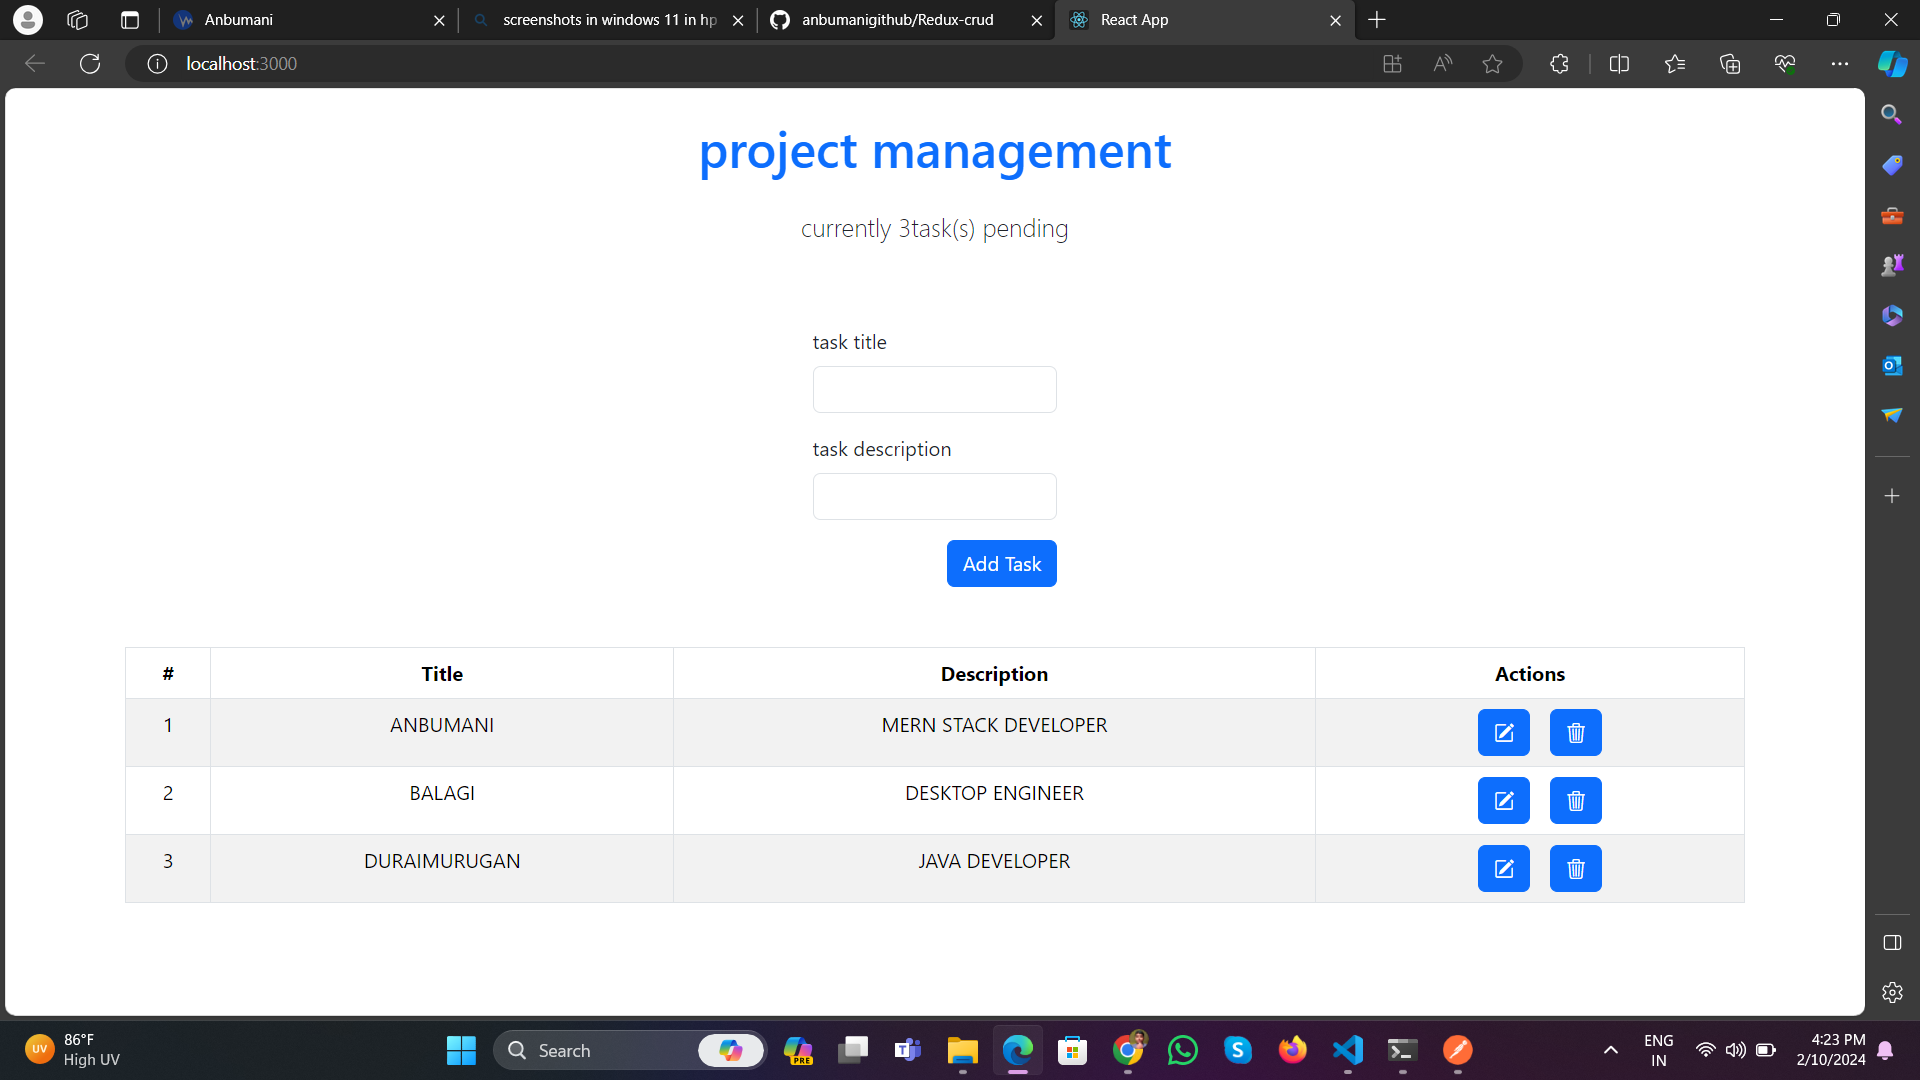 Anbumani
screenshots in windows 11 in hp
anbumanigithub/Redux-crud
React App
localhost:3000
project management
currently 3task(s) pending
task title
task description
Add Task
# Title Description Actions
1 ANBUMANI MERN STACK DEVELOPER
2 BALAGI DESKTOP ENGINEER
3 DURAIMURUGAN JAVA DEVELOPER
UV
86°F
High UV
Search
PRE
ENG
IN
4:23 PM
2/10/2024